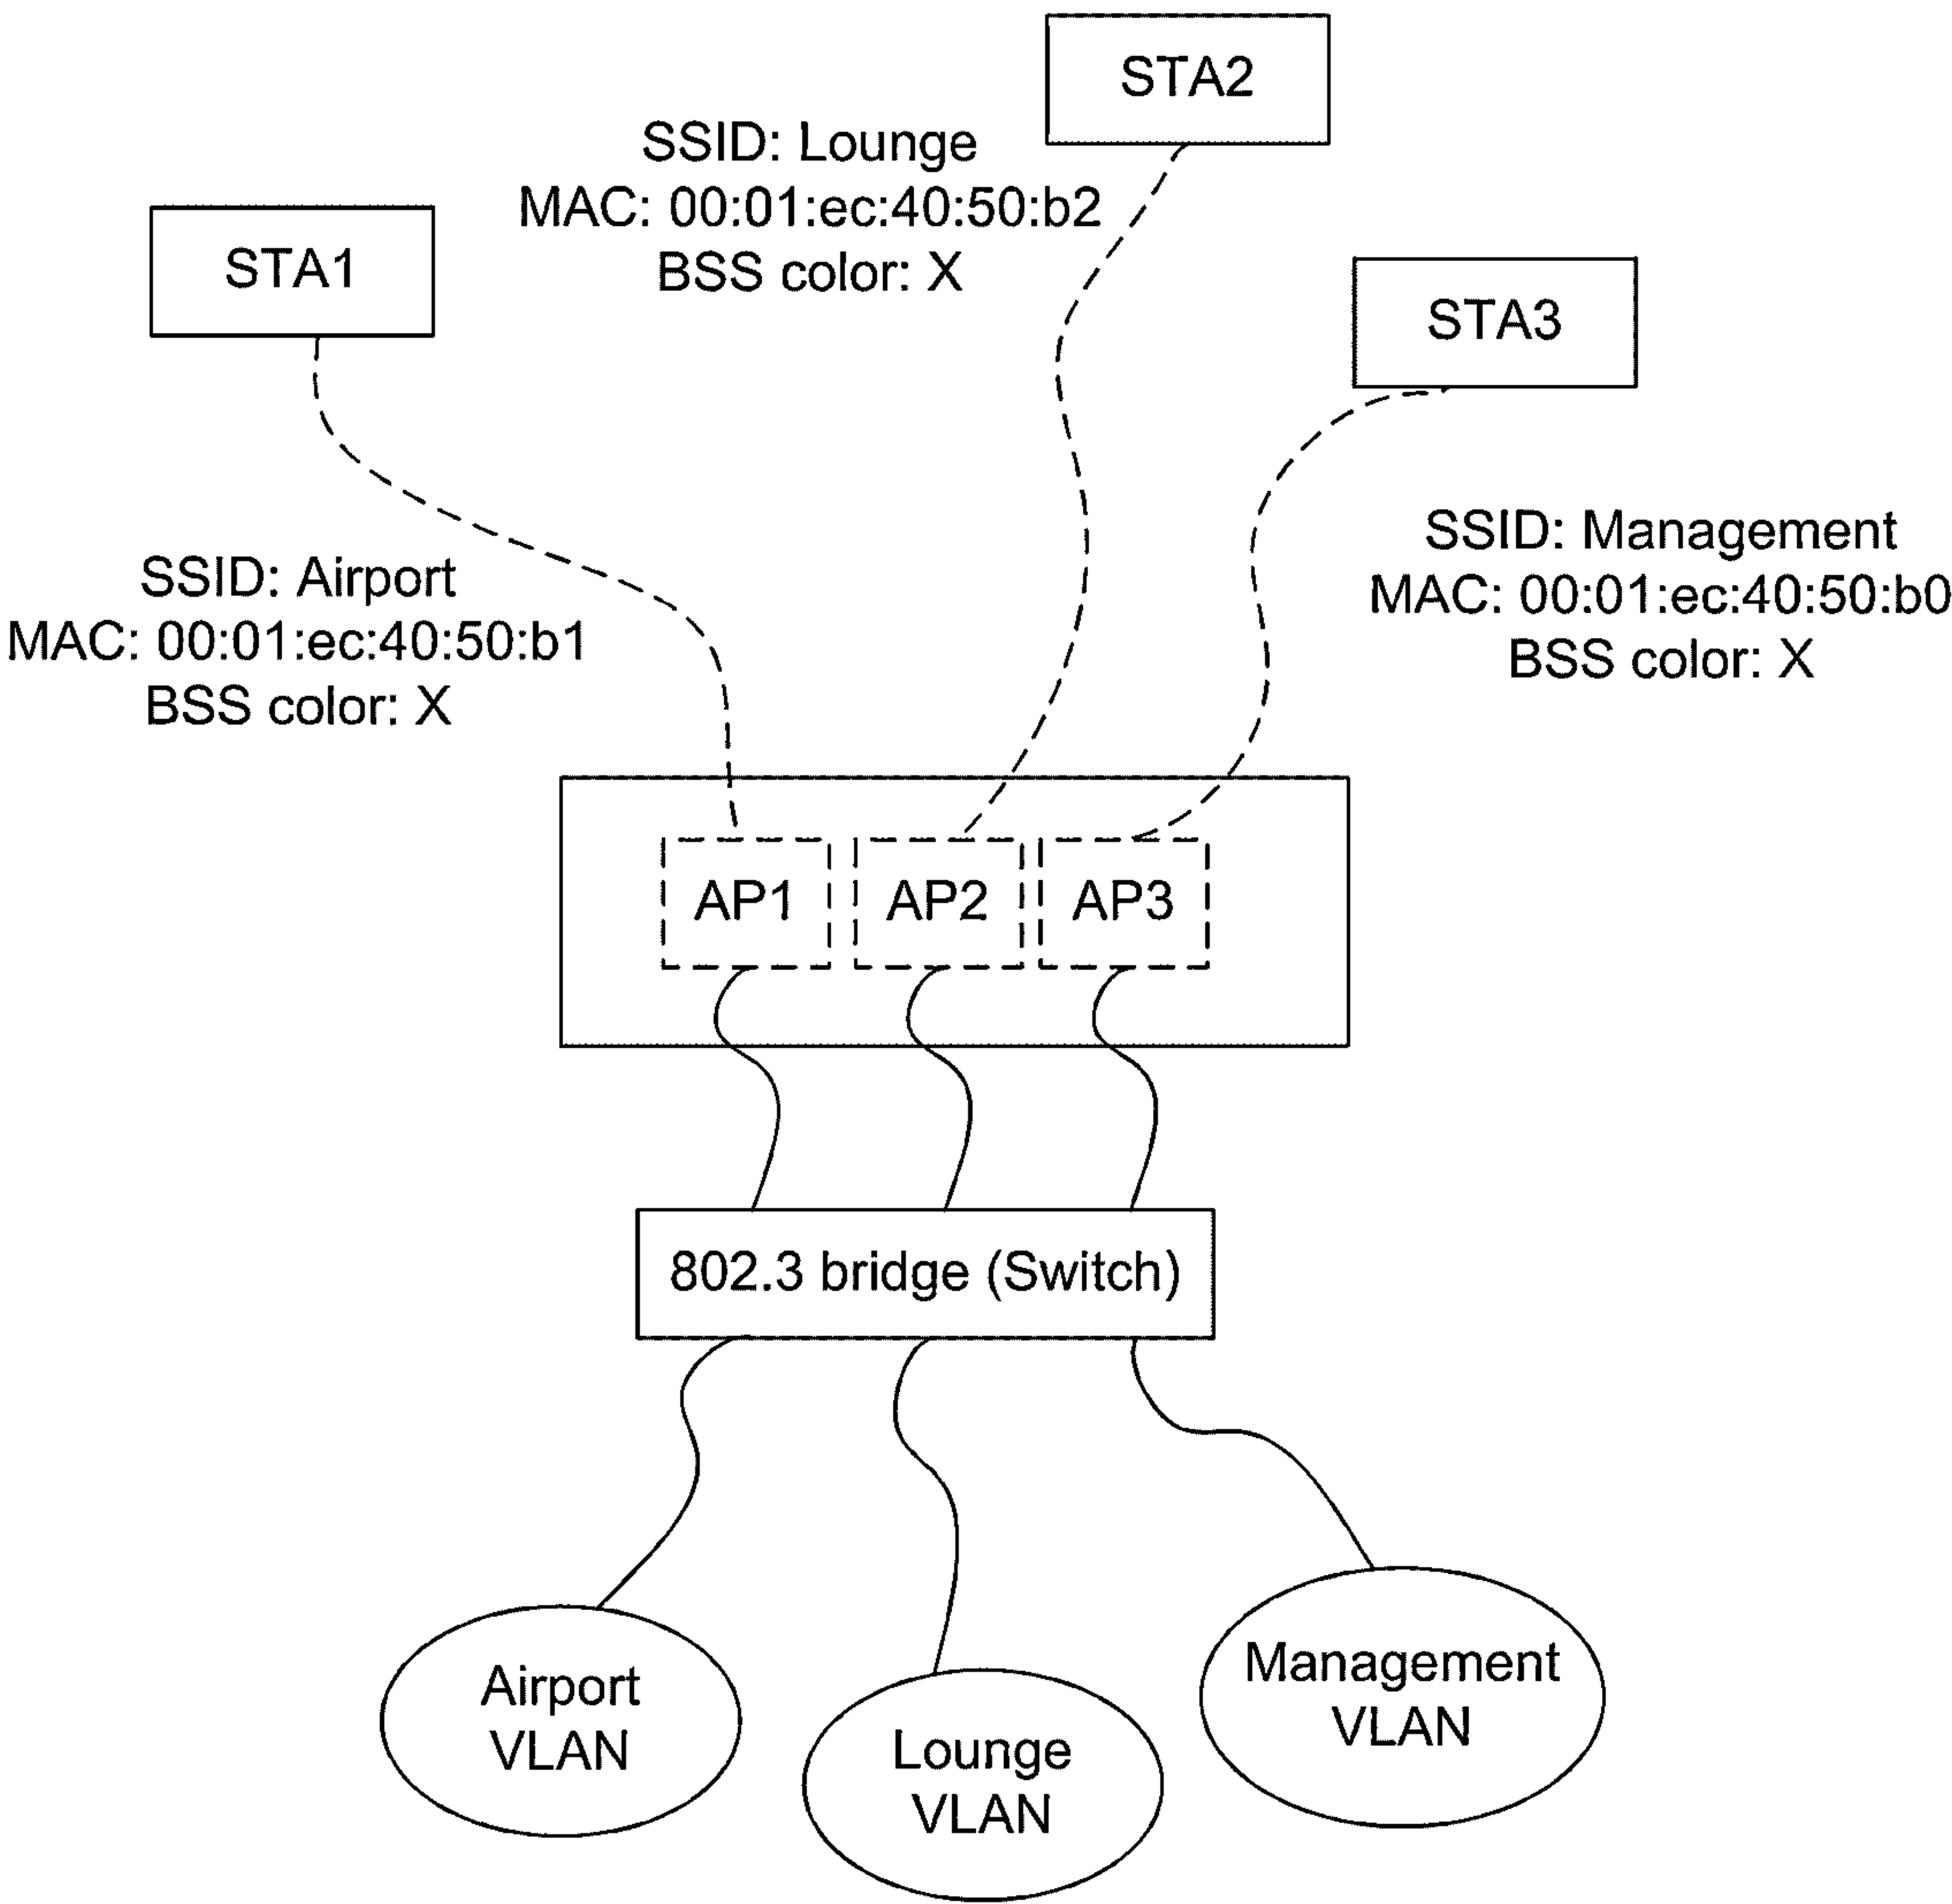 STA2
SSID: Lounge
MAC: 00:01:ec:40:50:b2
BSS color: X
STA1
STA3
SSID: Management
MAC: 00:01:ec:40:50:b0
BSS color: X
SSID: Airport
MAC: 00:01:ec:40:50:b1
BSS color: X
AP1
AP2
AP3
802.3 bridge (Switch)
Airport
VLAN
Lounge
VLAN
Management
VLAN